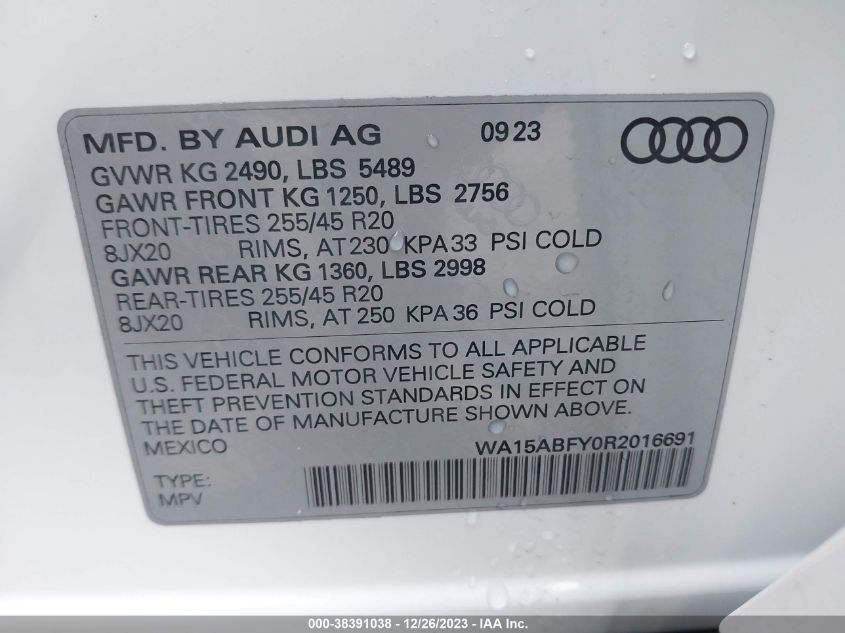 MFD. BY AUDI AG 09 23
GVWR KG 2490, LBS 5489
GAWR FRONT KG 1250, LBS 2756
FRONT-TIRES 255/45 R20
8JX20 RIMS, AT 230 KPA 33 PSI COLD
GAWR REAR KG 1360, LBS 2998
REAR-TIRES 255/45 R20
8JX20 RIMS, AT 250 KPA 36 PSI COLD
THIS VEHICLE CONFORMS TO ALL APPLICABLE
U.S. FEDERAL MOTOR VEHICLE SAFETY AND
THEFT PREVENTION STANDARDS IN EFFECT ON
THE DATE OF MANUFACTURE SHOWN ABOVE.
MEXICO WA15ABFY0R2016691
TYPE:
MPV
000-38391038 - 12/26/2023 - IAA Inc.